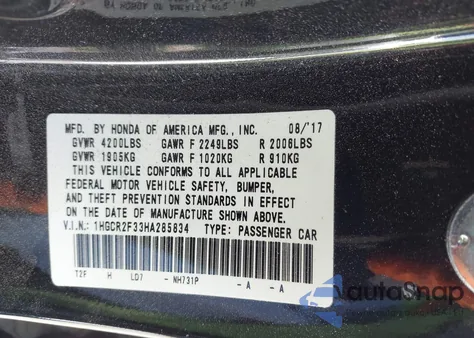 MFD. BY HONDA OF AMERICA MFG., INC. 08/'17
GVWR 4200LBS GAWR F 2249LBS R 2006LBS
GVWR 1905KG GAWR F 1020KG R 910KG
THIS VEHICLE CONFORMS TO ALL APPLICABLE
FEDERAL MOTOR VEHICLE SAFETY, BUMPER,
AND THEFT PREVENTION STANDARDS IN EFFECT
ON THE DATE OF MANUFACTURE SHOWN ABOVE.
V.I.N.: 1HGCR2F33HA285834 TYPE: PASSENGER CAR
T2F H LD7 - NH731P - A - A
autoSnap